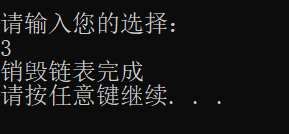 请输入您的选择：
3
销毁链表完成
请按任意键继续. . .